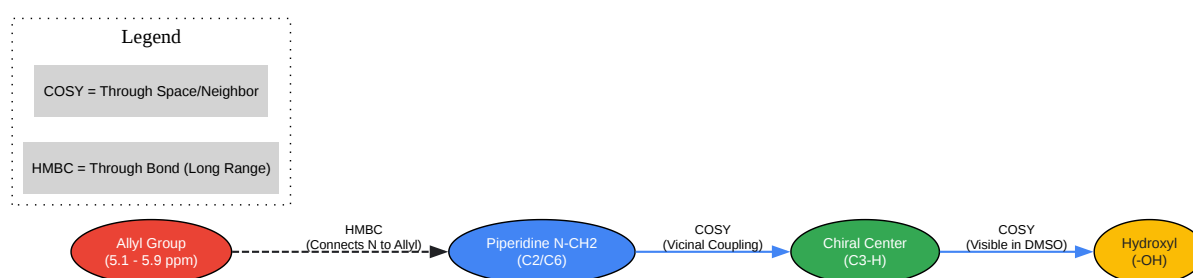 Legend
COSY = Through Space/Neighbor
HMBC = Through Bond (Long Range)
Allyl Group
(5.1 - 5.9 ppm)
HMBC
(Connects N to Allyl)
Piperidine N-CH2
(C2/C6)
COSY
(Vicinal Coupling)
Chiral Center
(C3-H)
COSY
(Visible in DMSO)
Hydroxyl
(-OH)